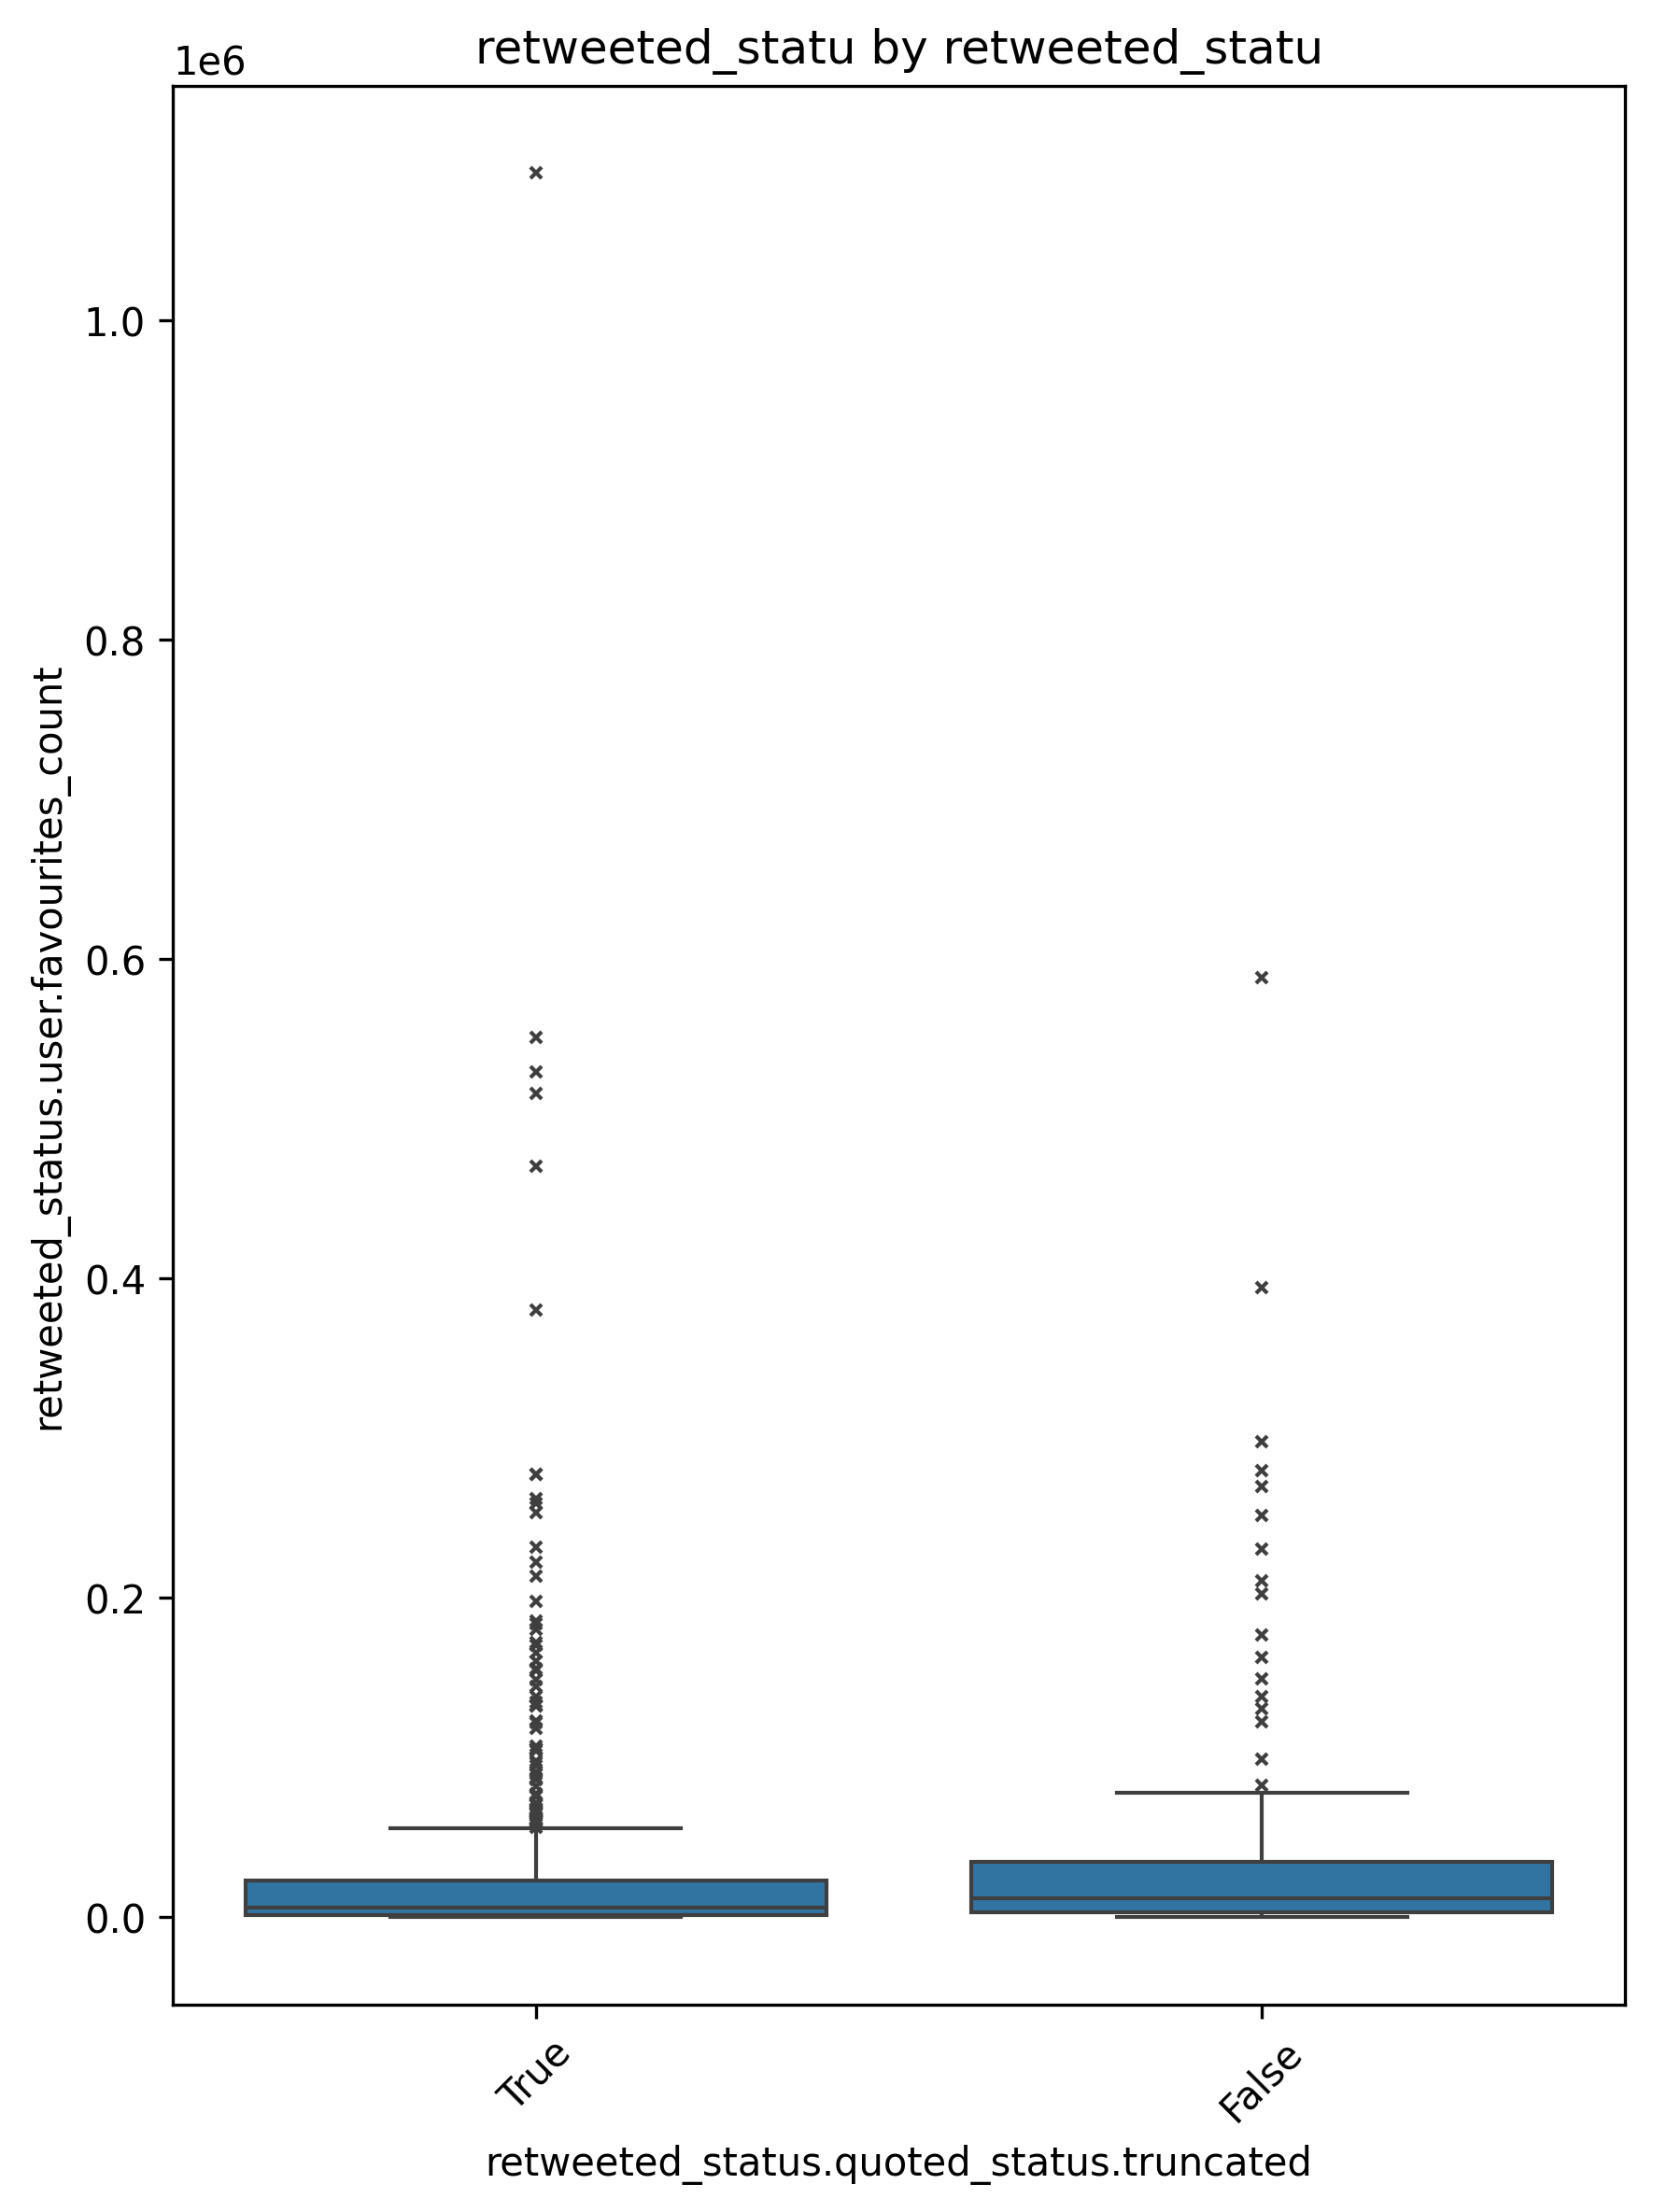 retweeted_statu by retweeted_statu
1e6
1.0
0.8
0.6
0.4
0.2
0.0
retweeted_status.user.favourites_count
True
False
retweeted_status.quoted_status.truncated